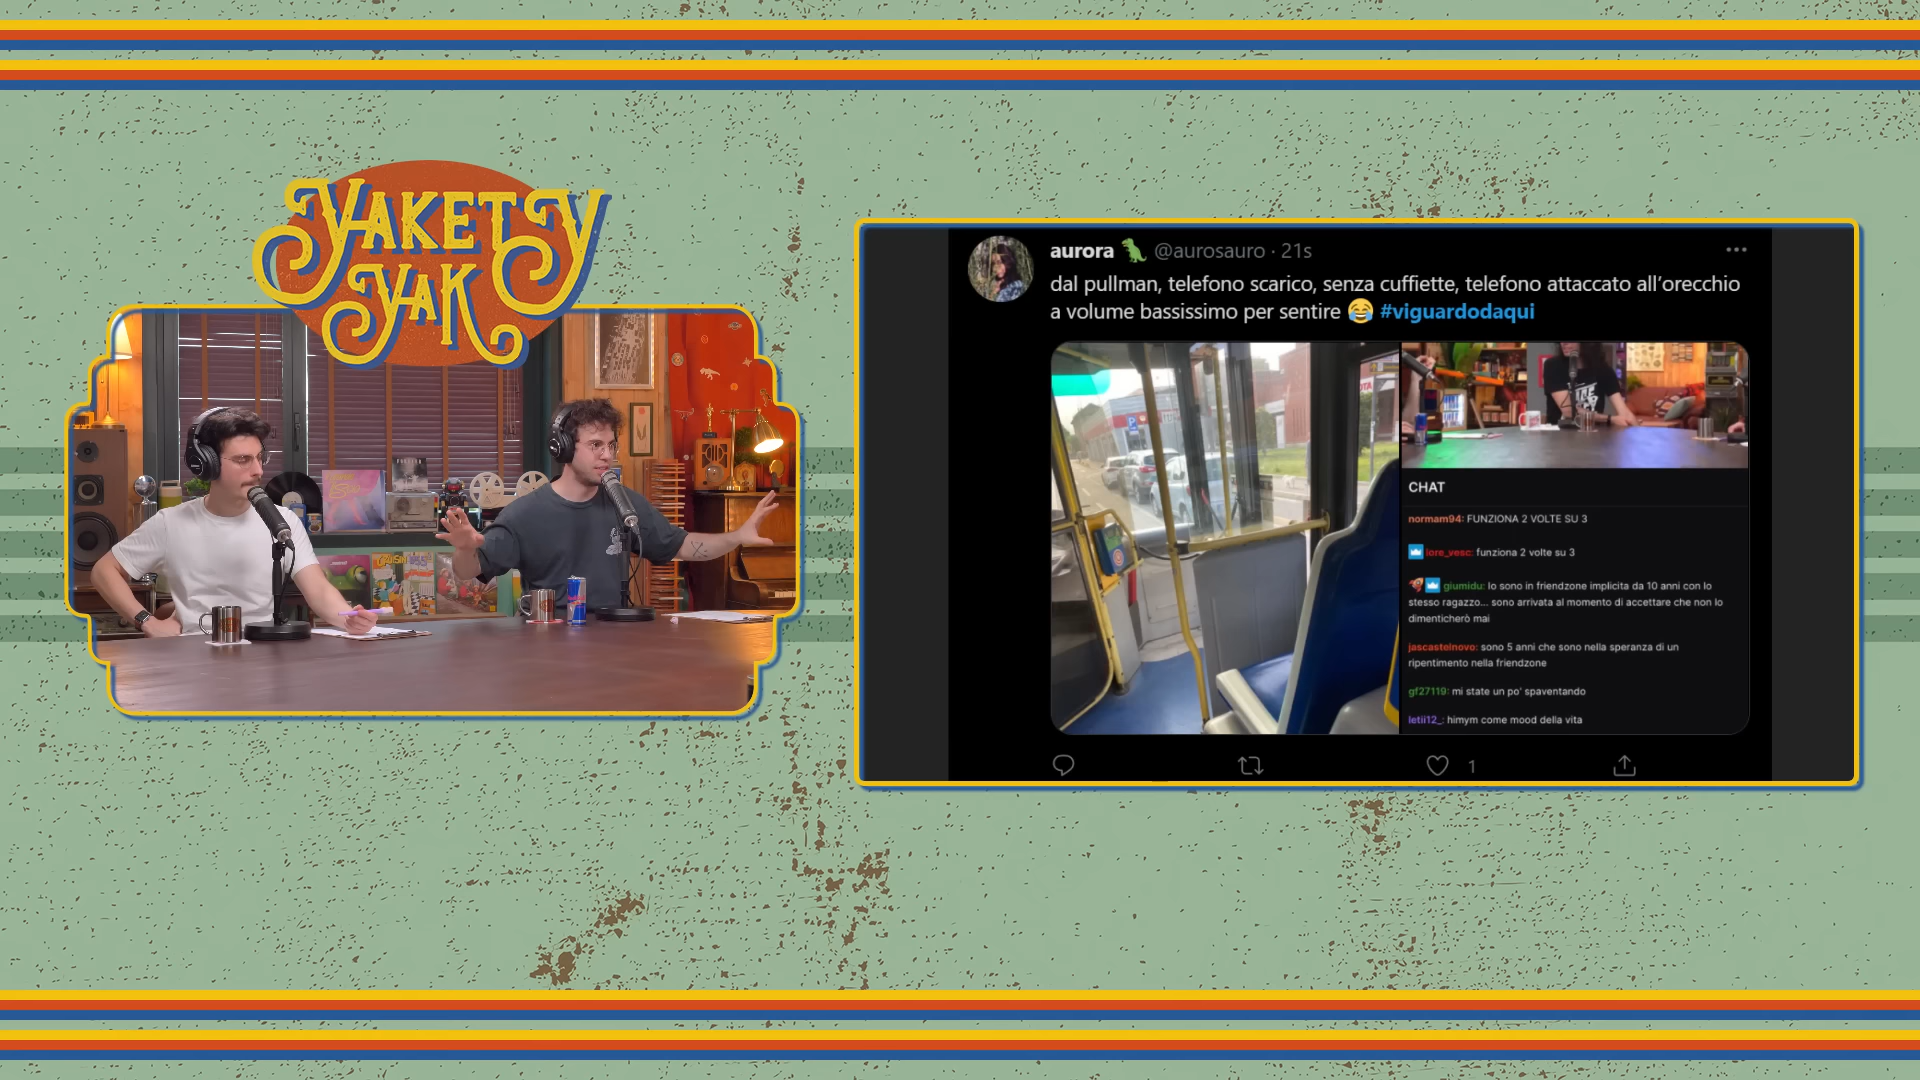 YAKETY
YAK
aurora 🦖 @aurosauro · 21s
dal pullman, telefono scarico, senza cuffiette, telefono attaccato all'orecchio
a volume bassissimo per sentire 😂 #viguardodaqui
CHAT
normam94: FUNZIONA 2 VOLTE SU 3
lore_vesc: funziona 2 volte su 3
giumidu: Io sono in friendzone implicita da 10 anni con lo
stesso ragazzo... sono arrivata al momento di accettare che non lo
dimenticherò mai
jascastelnovo: sono 5 anni che sono nella speranza di un
ripentimento nella friendzone
gf27119: mi state un po' spaventando
letii12_: himym come mood della vita
1